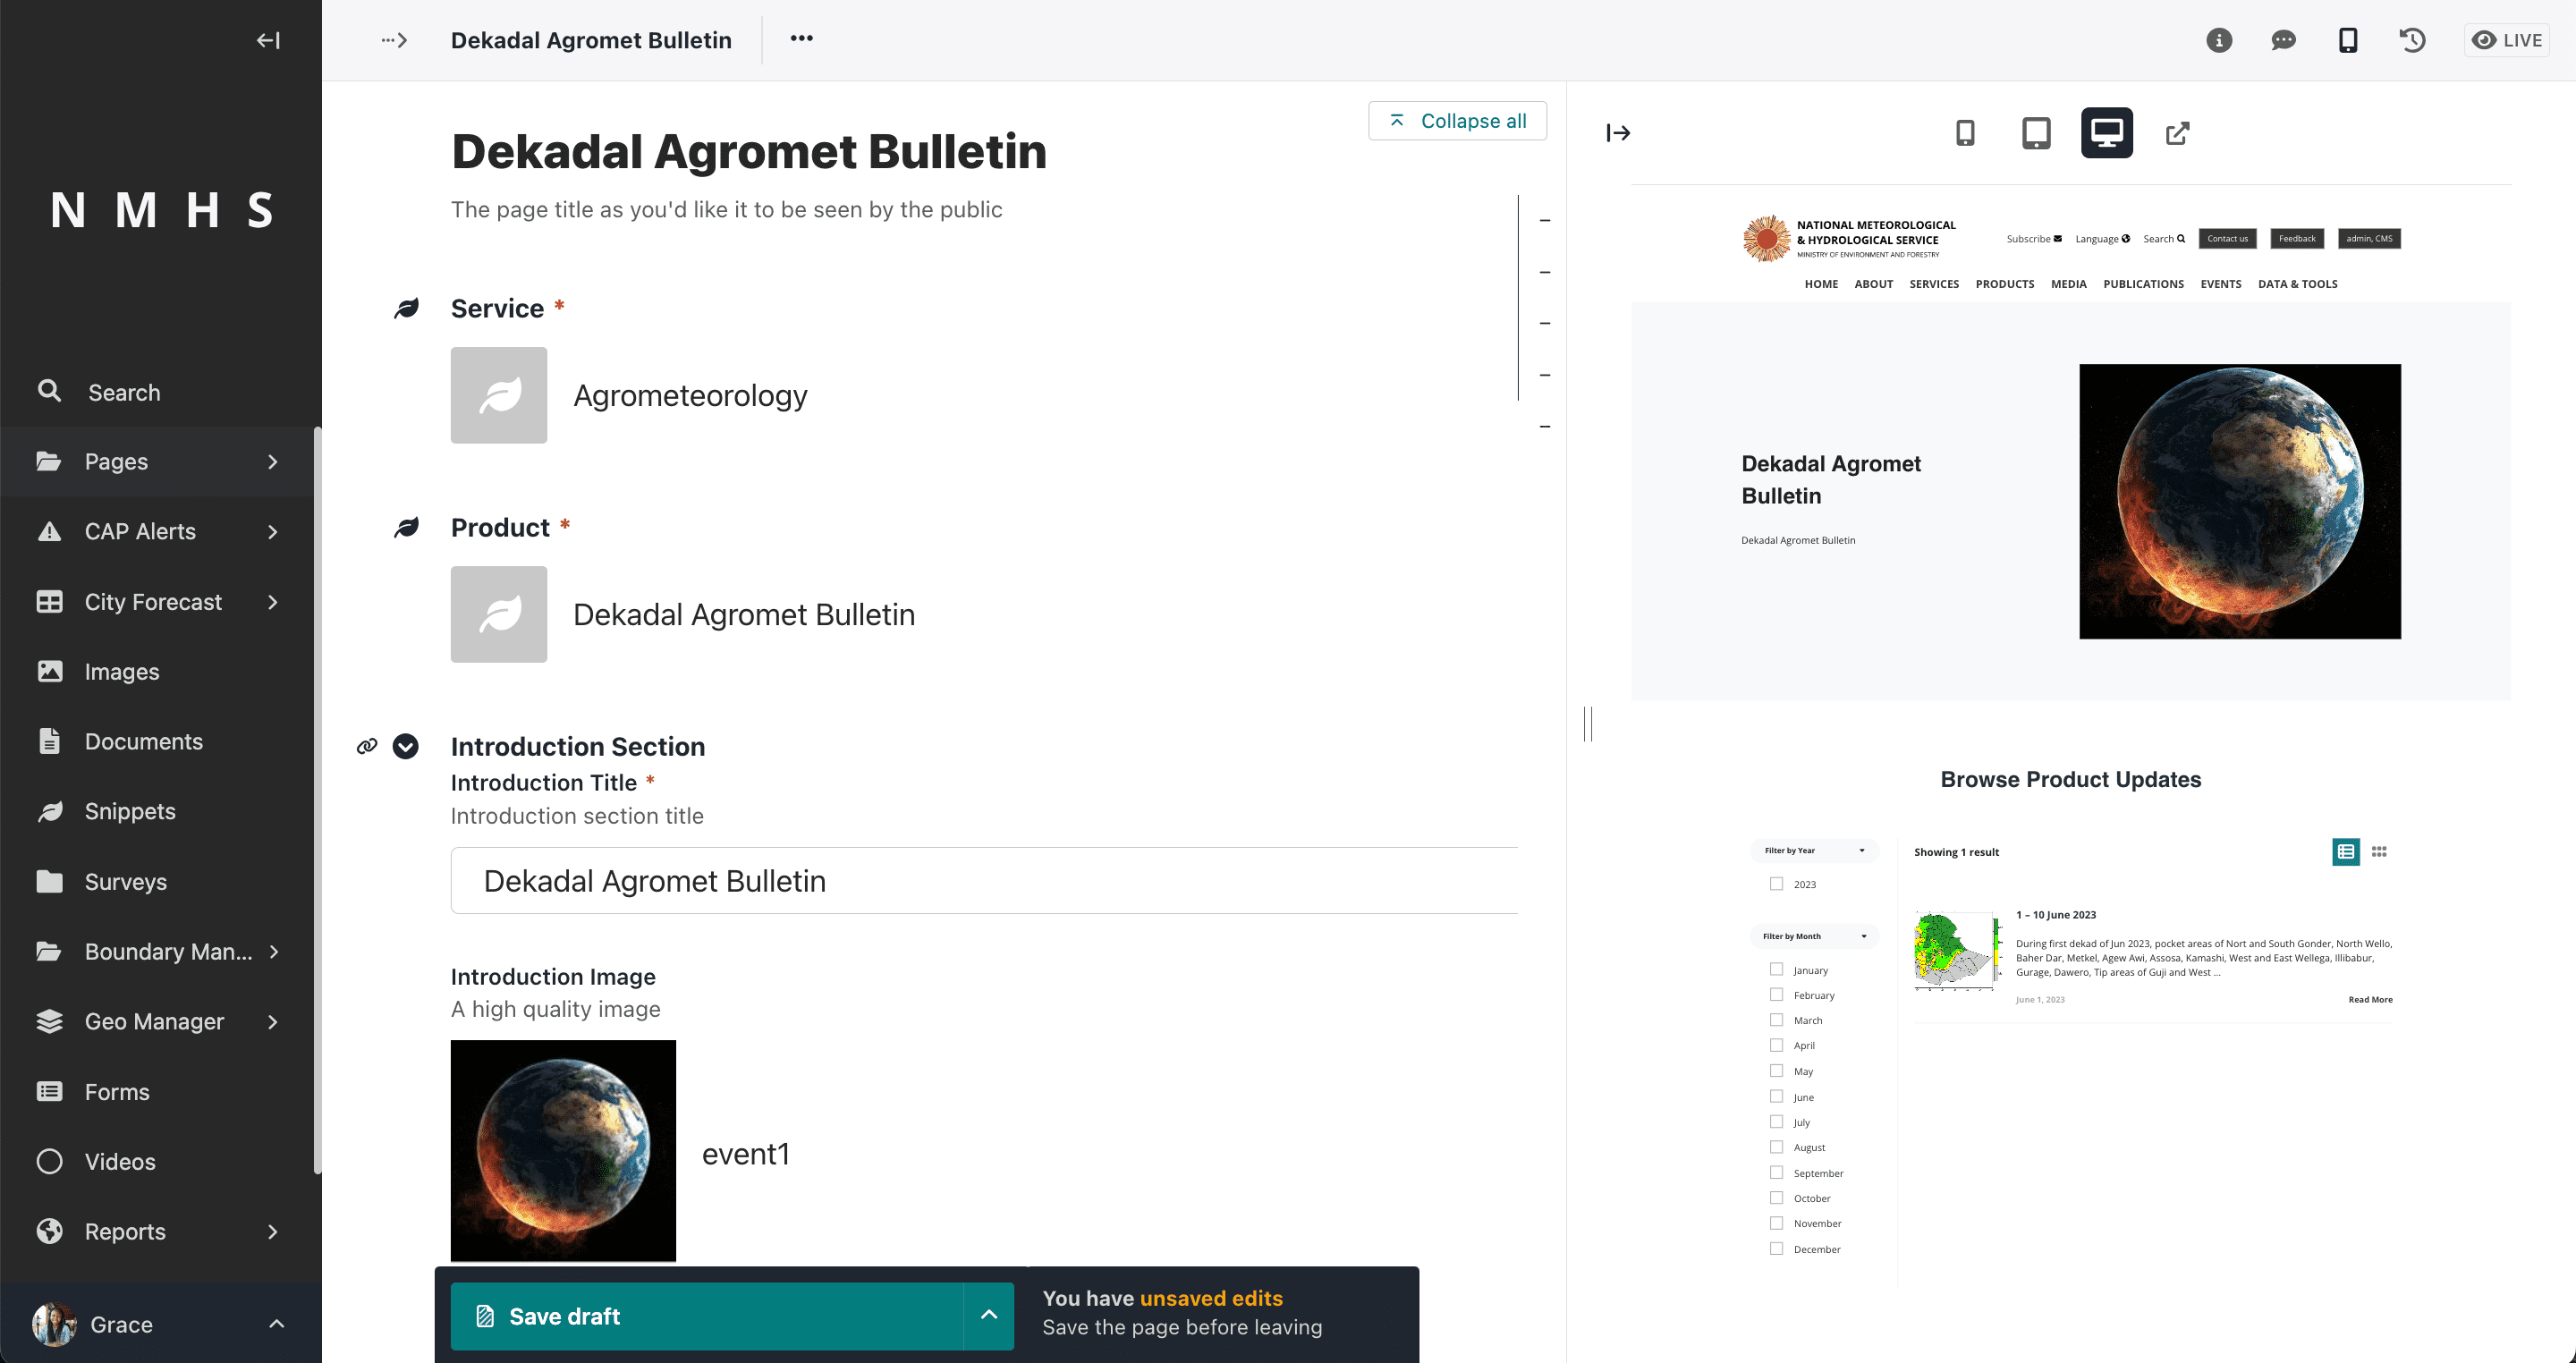 N M H S
Search
Pages
CAP Alerts
City Forecast
Images
Documents
Snippets
Surveys
Boundary Man...
Geo Manager
Forms
Videos
Reports
Grace
Dekadal Agromet Bulletin
LIVE
Collapse all
Dekadal Agromet Bulletin
The page title as you'd like it to be seen by the public
Service *
Agrometeorology
Product *
Dekadal Agromet Bulletin
Introduction Section
Introduction Title *
Introduction section title
Dekadal Agromet Bulletin
Introduction Image
A high quality image
event1
Save draft
You have unsaved edits
Save the page before leaving
NATIONAL METEOROLOGICAL
& HYDROLOGICAL SERVICE
MINISTRY OF ENVIRONMENT AND FORESTRY
Subscribe Language Search Contact us Feedback admin, CMS
HOME ABOUT SERVICES PRODUCTS MEDIA PUBLICATIONS EVENTS DATA & TOOLS
Dekadal Agromet
Bulletin
Dekadal Agromet Bulletin
Browse Product Updates
Filter by Year
2023
Filter by Month
January
February
March
April
May
June
July
August
September
October
November
December
Showing 1 result
1 – 10 June 2023
During first dekad of Jun 2023, pocket areas of Nort and South Gonder, North Wello,
Baher Dar, Metkel, Agew Awi, Assosa, Kamashi, West and East Wellega, Illibabur,
Gurage, Dawero, Tip areas of Guji and West ...
June 1, 2023
Read More